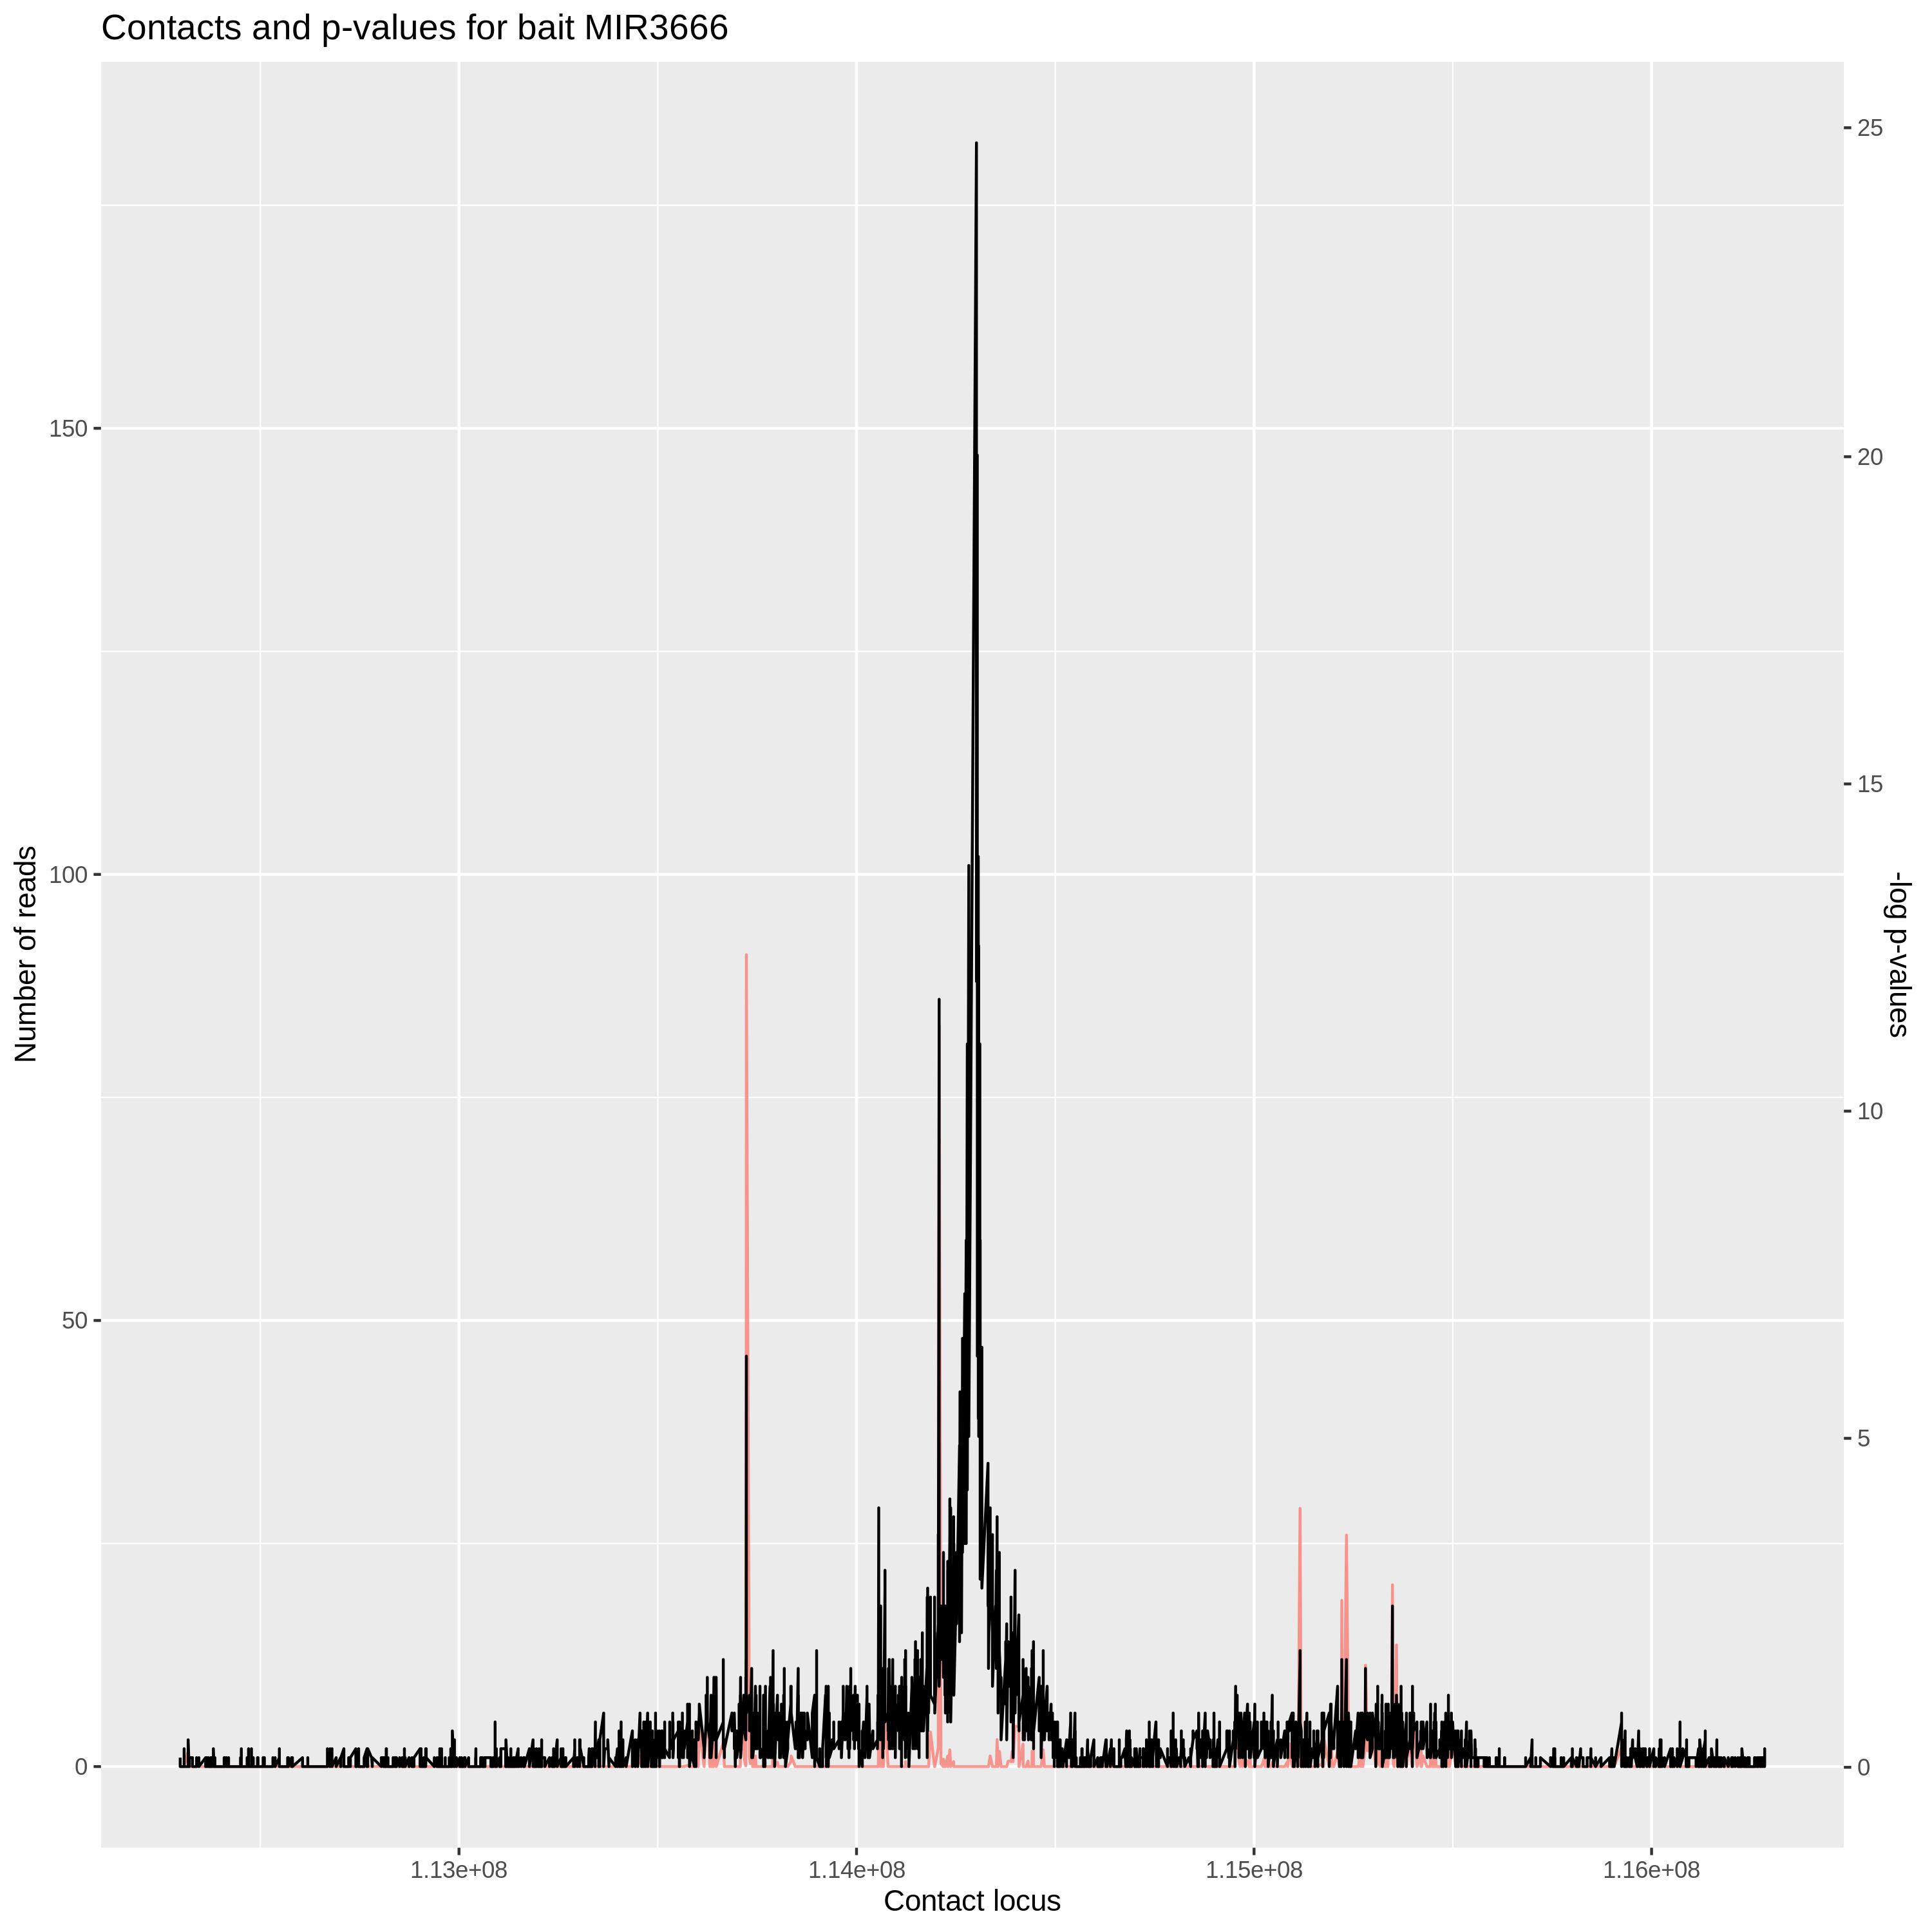 Contacts and p-values for bait MIR3666
Number of reads
150
100
50
0
25
20
15
10
5
0
-log p-values
1.13e+08
1.14e+08
1.15e+08
1.16e+08
Contact locus